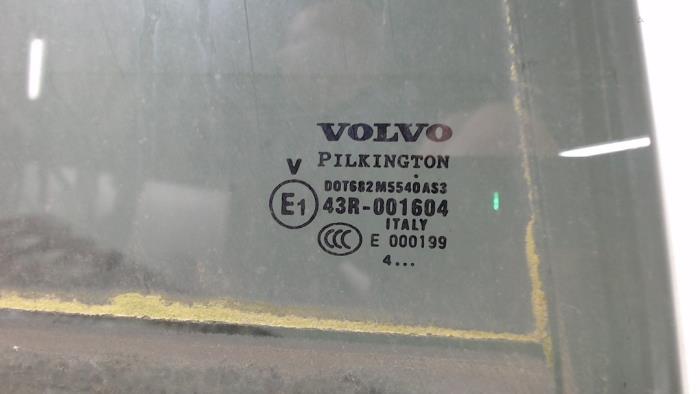 VOLVO
PILKINGTON
V
DOT682M5540AS3
E1 43R-001604
ITALY
CCC E 000199
4...